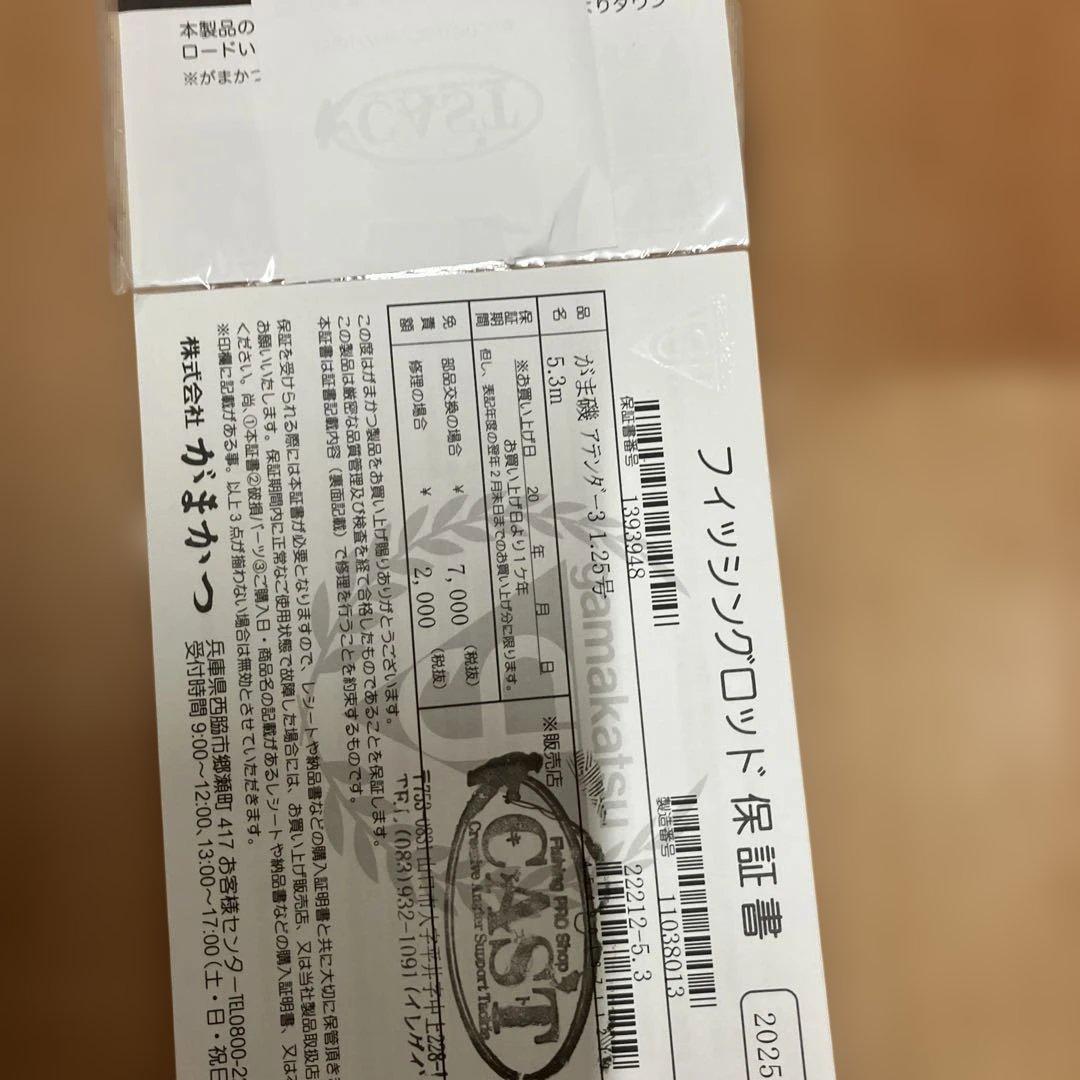 本製品の
ロードい
※がまかつ
フィッシングロッド 保証書
2025
保証書番号 1393948
製造番号 11038013
22212-5.3
品名
がま磯 アテンダー3 1.25号
5.3m
保証期間
※お買い上げ日 20 年 月 日
お買い上げ日より1ケ年
但し、表記年度の翌年2月末日までのお買い上げ分に限ります。
免責額
部品交換の場合 ¥ 7,000 (税抜)
修理の場合 ¥ 2,000 (税抜)
※販売店
gamakatsu
Fishing PRO Shop
CAST
TEL(083)932-1091
この度はがまかつ製品をお買い上げ賜りありがとうございます。
この製品は厳密な品質管理及び検査を経て合格したものであることを保証します。
本証書は証書記載内容（裏面記載）で修理を行うことを約束するものです。
保証を受けられる際には本証書が必要となりますので、レシートや納品書などの購入証明書と共に大切に保管頂き
お願いいたします。保証期間内に正常なご使用状態で故障した場合には、お買い上げ販売店、又は当社製品取扱店
ください。尚、①本証書②破損パーツ③ご購入日・商品名の記載があるレシートや納品書などの購入証明書、又は
※印欄に記載がある事。以上3点が揃わない場合は無効とさせていただきます。
株式会社 がまかつ
兵庫県西脇市郷瀬町 417 お客様センターTEL0800-2
受付時間 9:00〜12:00、13:00〜17:00(土・日・祝日